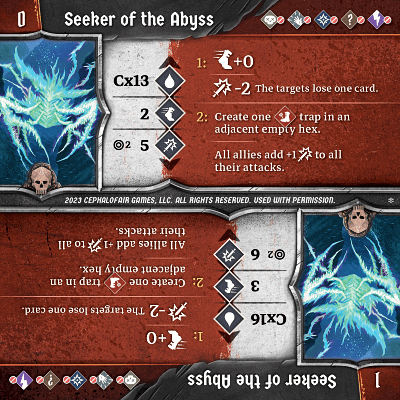 0
Seeker of the Abyss
1: +0
Cx13
-2 The targets lose one card.
2
2: Create one trap in an
adjacent empty hex.
2 5
All allies add +1 to all
their attacks.
2023 CEPHALOFAIR GAMES, LLC. ALL RIGHTS RESERVED. USED WITH PERMISSION.
1
Seeker of the Abyss
1: +0
Cx16
-2 The targets lose one card.
3
2: Create one trap in an
adjacent empty hex.
2 6
All allies add +1 to all
their attacks.